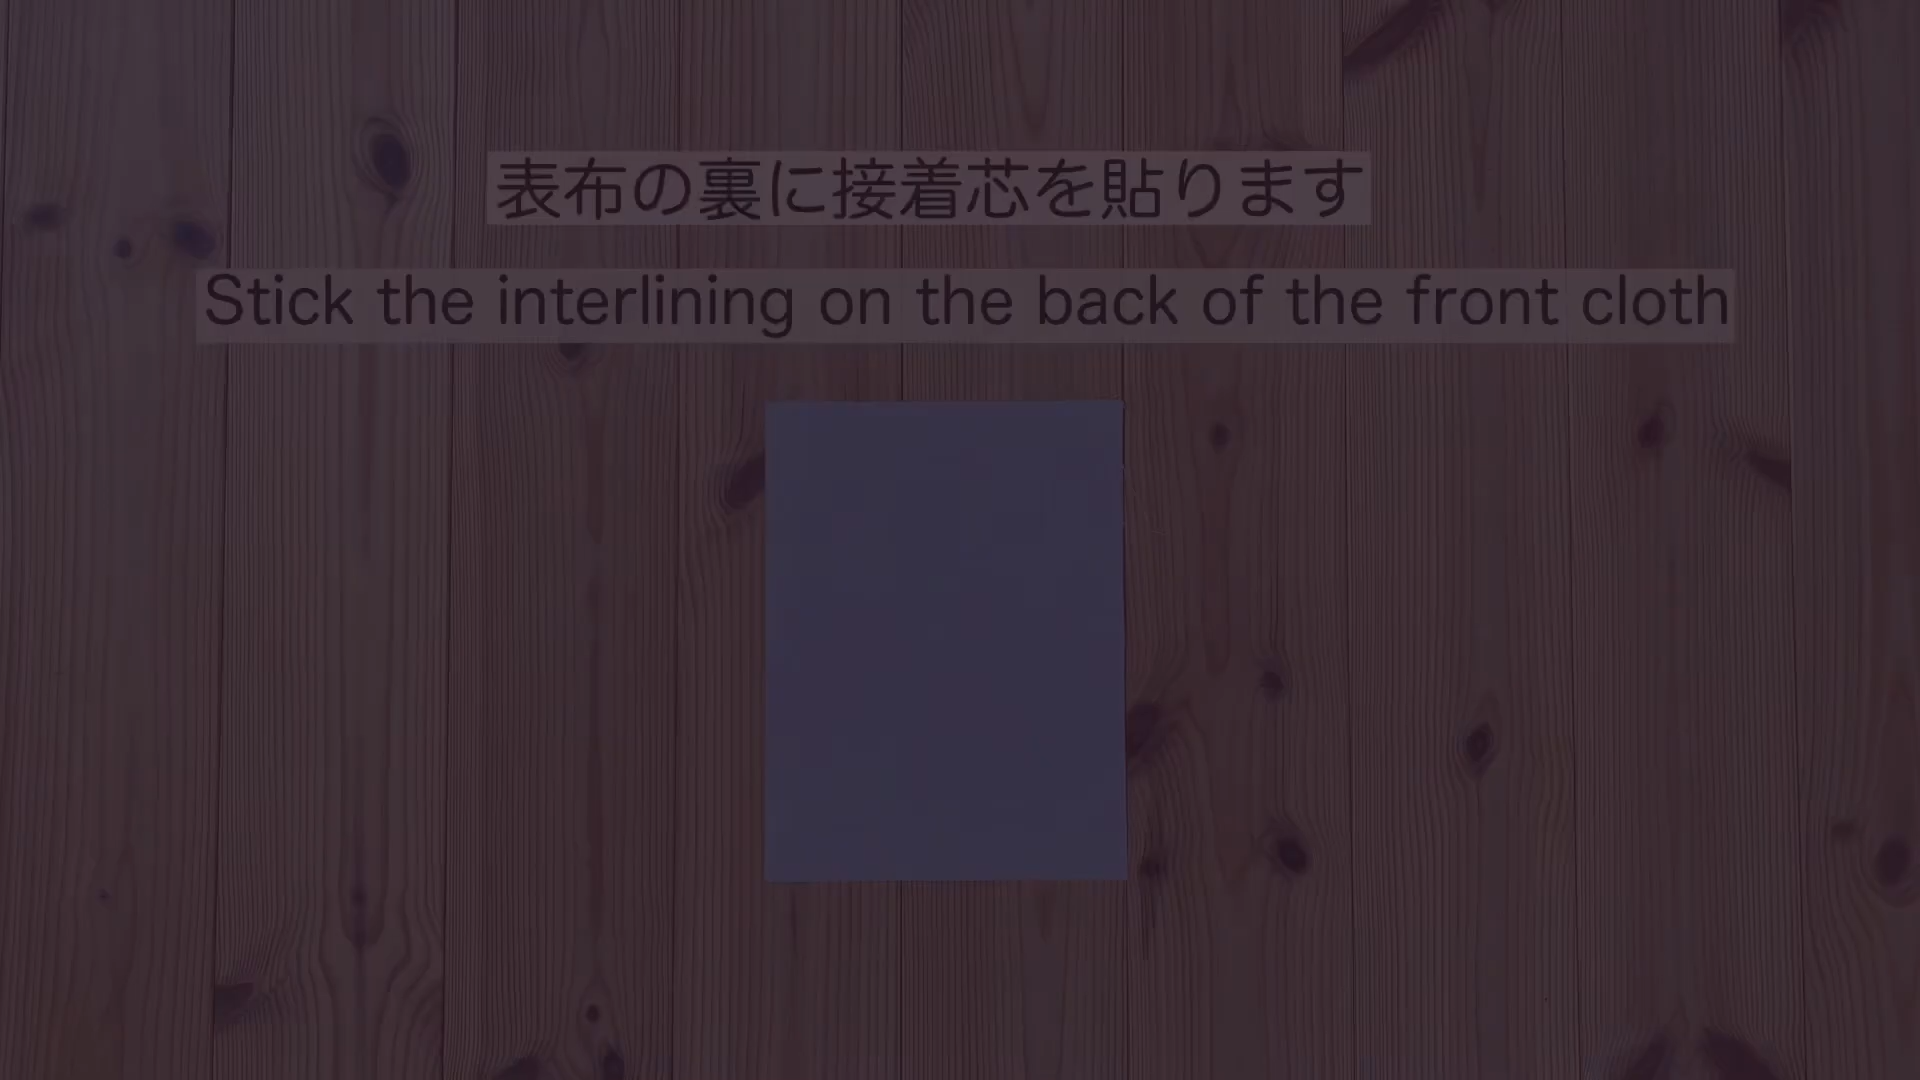 表布の裏に接着芯を貼ります
Stick the interlining on the back of the front cloth